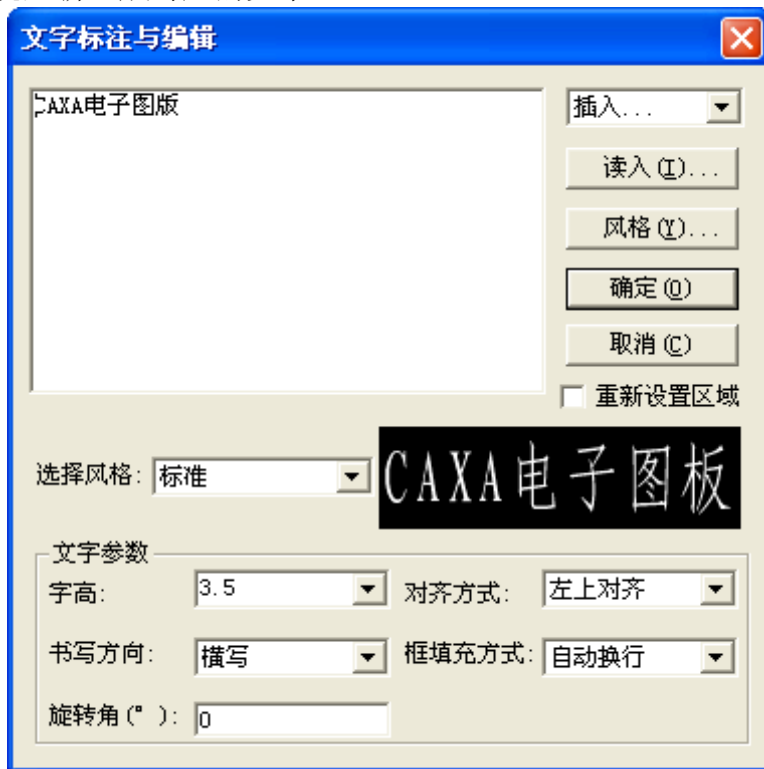 文字标注与编辑
CAXA电子图版
插入...
读入(I)...
风格(Y)...
确定(O)
取消(C)
重新设置区域
选择风格: 标准
CAXA电子图板
文字参数
字高: 3.5 对齐方式: 左上对齐
书写方向: 横写 框填充方式: 自动换行
旋转角(°): 0